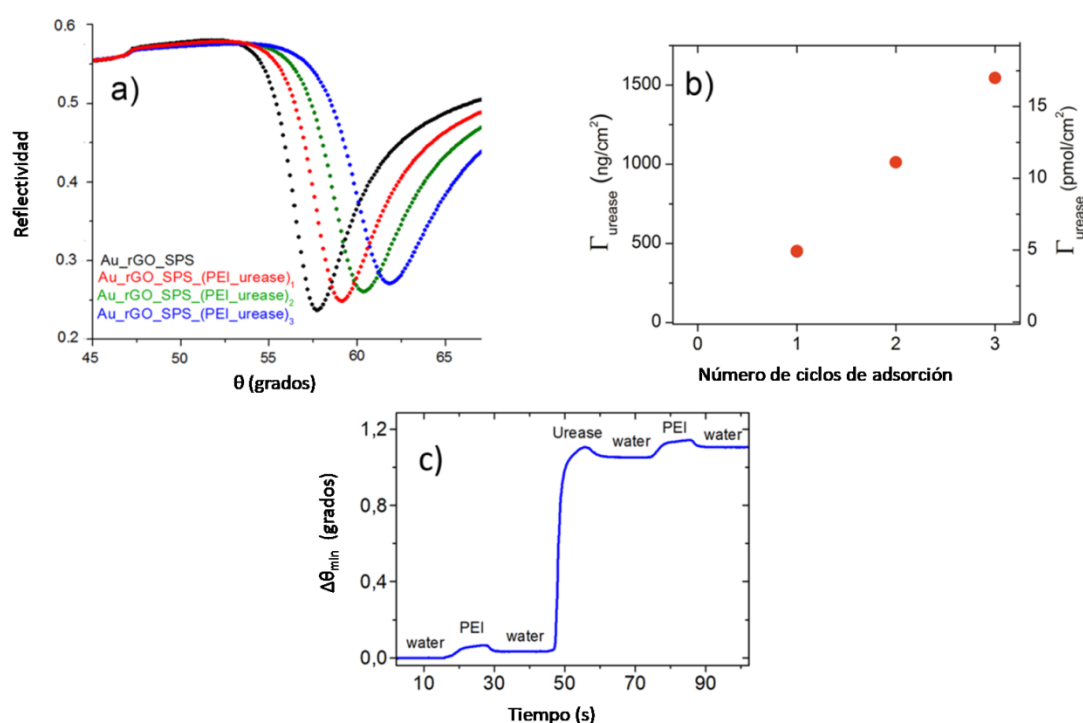 0.6
0.5
0.4
0.3
0.2
Reflectividad
a)
Au_rGO_SPS
Au_rGO_SPS_(PEI_urease)1
Au_rGO_SPS_(PEI_urease)2
Au_rGO_SPS_(PEI_urease)3
45 50 55 60 65
θ (grados)
b)
1500
1000
500
0
Γurease (ng/cm²)
15
10
5
0
Γurease (pmol/cm²)
0 1 2 3
Número de ciclos de adsorción
c)
1,2
0,8
0,4
0,0
Δθmin (grados)
water PEI water Urease water PEI water
10 30 50 70 90
Tiempo (s)